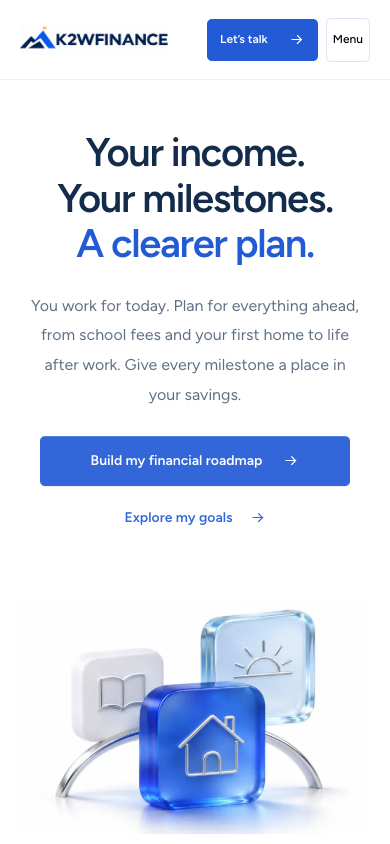 K2WFINANCE
Let's talk
Menu
Your income.
Your milestones.
A clearer plan.
You work for today. Plan for everything ahead,
from school fees and your first home to life
after work. Give every milestone a place in
your savings.
Build my financial roadmap
Explore my goals